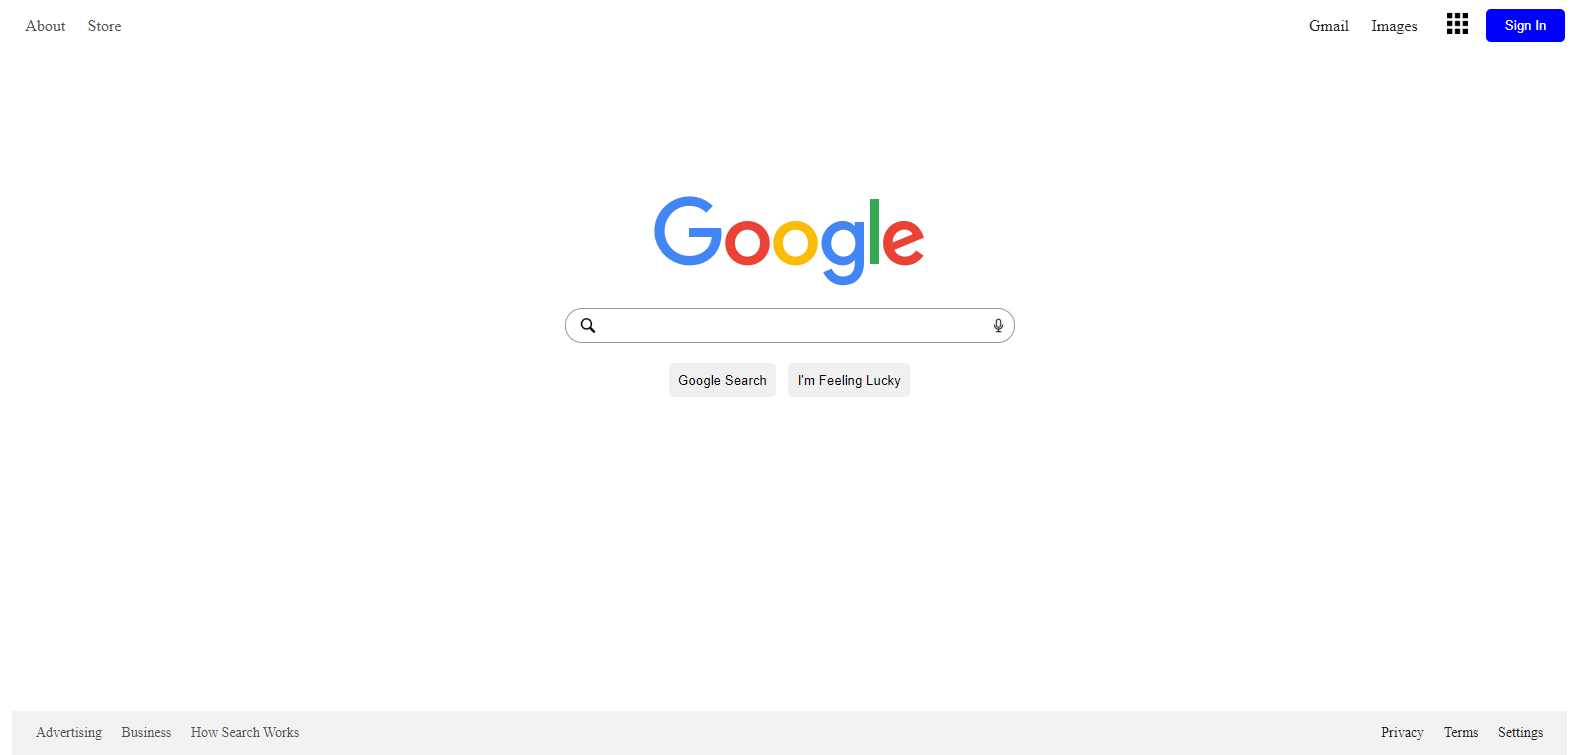 About Store Gmail Images Sign In
Google
Google Search I'm Feeling Lucky
Advertising Business How Search Works Privacy Terms Settings